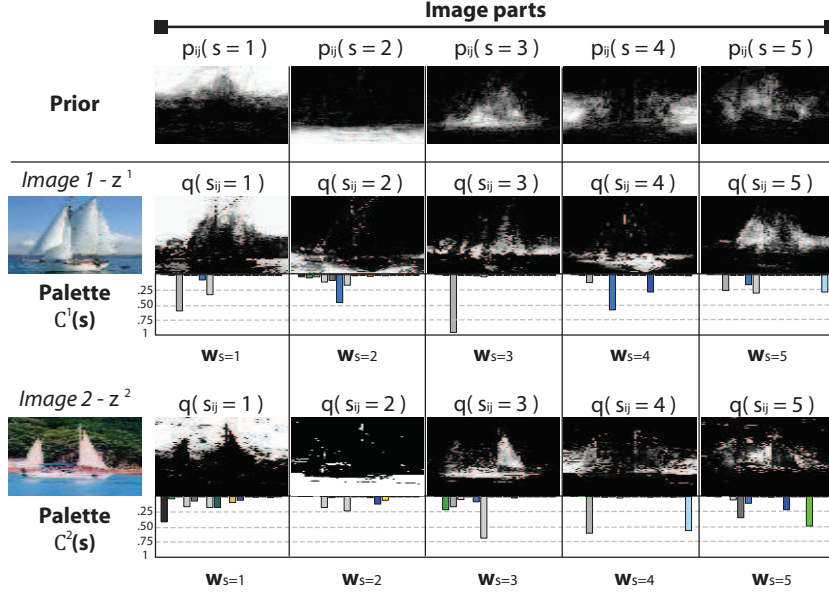 Image parts
pij( s = 1 ) pij( s = 2 ) pij( s = 3 ) pij( s = 4 ) pij( s = 5 )
Prior
Image 1 - z 1
q( sij = 1 ) q( sij = 2 ) q( sij = 3 ) q( sij = 4 ) q( sij = 5 )
Palette
C1(s)
.25
.50
.75
1
ws=1 ws=2 ws=3 ws=4 ws=5
Image 2 - z 2
q( sij = 1 ) q( sij = 2 ) q( sij = 3 ) q( sij = 4 ) q( sij = 5 )
Palette
C2(s)
.25
.50
.75
1
ws=1 ws=2 ws=3 ws=4 ws=5